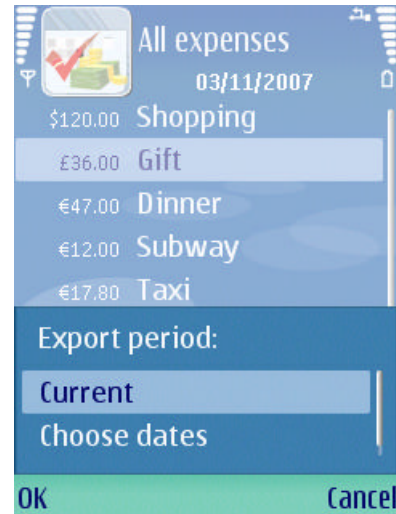 All expenses
03/11/2007
$120.00 Shopping
£36.00 Gift
€47.00 Dinner
€12.00 Subway
€17.80 Taxi
Export period:
Current
Choose dates
OK Cancel